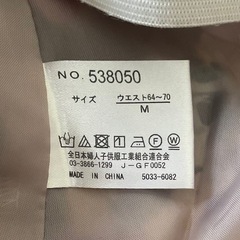 NO. 538050
サイズ
ウエスト64～70
M
全日本婦人子供服工業組合連合会
03-3866-1299 J-GF0052
MADE IN CHINA 5033-6082